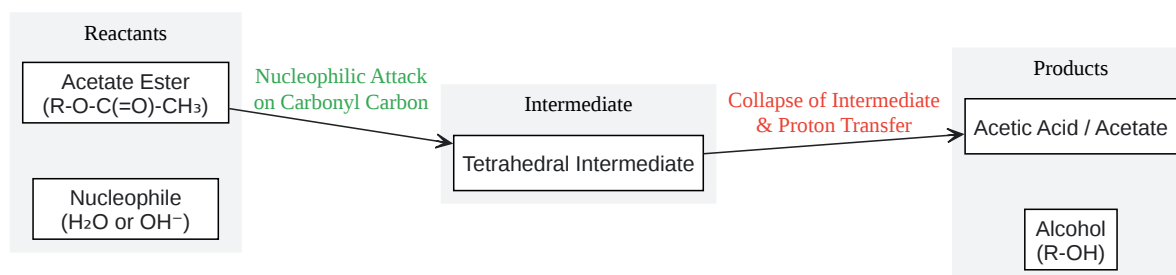 Reactants
Acetate Ester
(R-O-C(=O)-CH₃)
Nucleophile
(H₂O or OH⁻)
Nucleophilic Attack
on Carbonyl Carbon
Intermediate
Tetrahedral Intermediate
Collapse of Intermediate
& Proton Transfer
Products
Acetic Acid / Acetate
Alcohol
(R-OH)